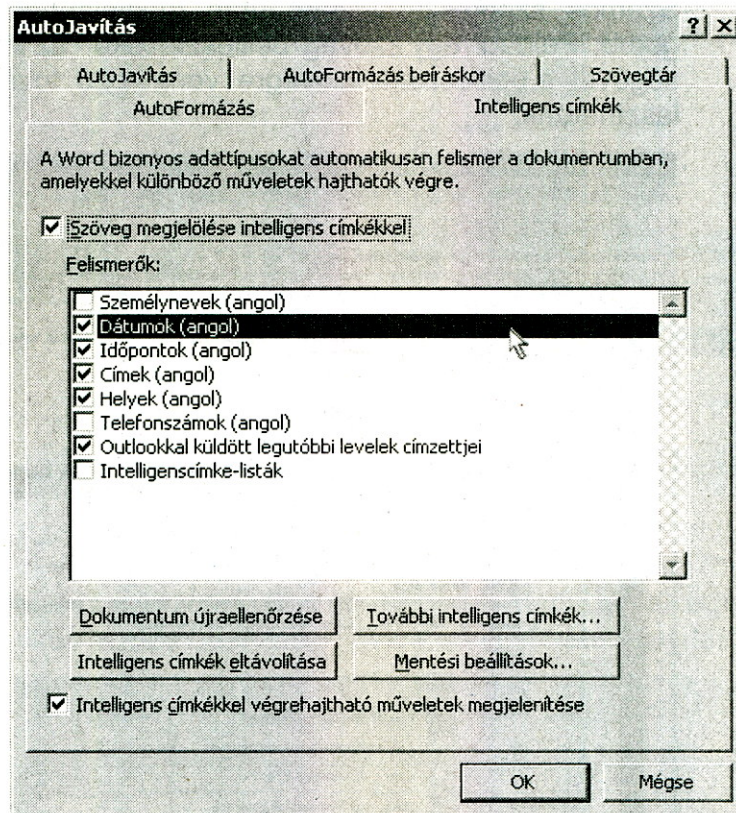 AutoJavítás
AutoJavítás
AutoFormázás beíráskor
Szövegtár
AutoFormázás
Intelligens címkék
A Word bizonyos adattípusokat automatikusan felismer a dokumentumban,
amelyekkel különböző műveletek hajthatók végre.
Szöveg megjelölése intelligens címkékkel
Felismerők:
Személynevek (angol)
Dátumok (angol)
Időpontok (angol)
Címek (angol)
Helyek (angol)
Telefonszámok (angol)
Outlookkal küldött legutóbbi levelek címzettjei
Intelligenscímke-listák
Dokumentum újraellenőrzése
További intelligens címkék...
Intelligens címkék eltávolítása
Mentési beállítások...
Intelligens címkékkel végrehajtható műveletek megjelenítése
OK
Mégse